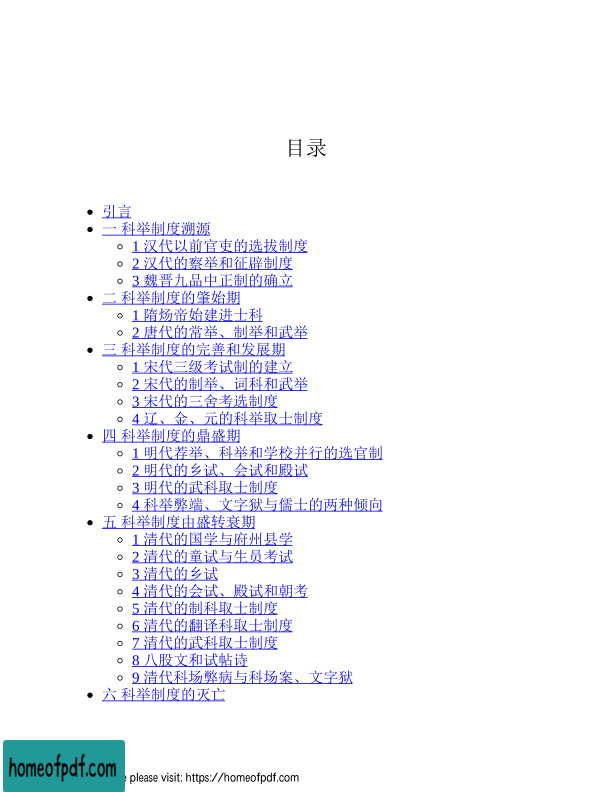 目录
引言
一 科举制度溯源
1 汉代以前官吏的选拔制度
2 汉代的察举和征辟制度
3 魏晋九品中正制的确立
二 科举制度的肇始期
1 隋炀帝始建进士科
2 唐代的常举、制举和武举
三 科举制度的完善和发展期
1 宋代三级考试制的建立
2 宋代的制举、词科和武举
3 宋代的三舍考选制度
4 辽、金、元的科举取士制度
四 科举制度的鼎盛期
1 明代荐举、科举和学校并行的选官制
2 明代的乡试、会试和殿试
3 明代的武科取士制度
4 科举弊端、文字狱与儒士的两种倾向
五 科举制度由盛转衰期
1 清代的国学与府州县学
2 清代的童试与生员考试
3 清代的乡试
4 清代的会试、殿试和朝考
5 清代的制科取士制度
6 清代的翻译科取士制度
7 清代的武科取士制度
8 八股文和试帖诗
9 清代科场弊病与科场案、文字狱
六 科举制度的灭亡
homeofpdf.com
please visit: https://homeofpdf.com